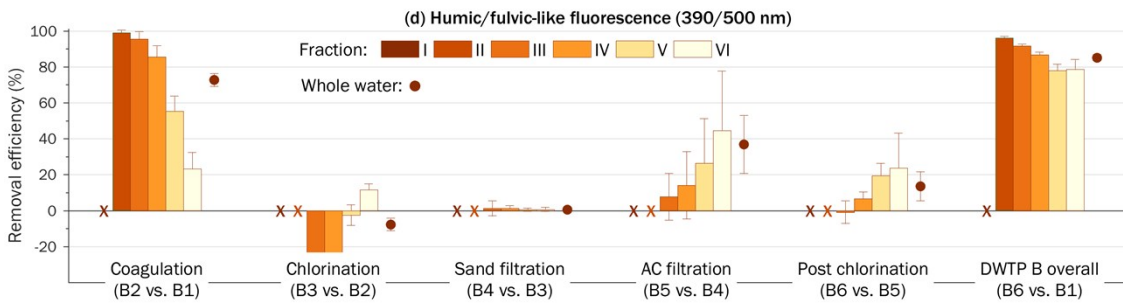 (d) Humic/fulvic-like fluorescence (390/500 nm)
Fraction: I II III IV V VI
Whole water:
Removal efficiency (%)
100
80
60
40
20
0
-20
X X X X X X X X X X
Coagulation (B2 vs. B1)
Chlorination (B3 vs. B2)
Sand filtration (B4 vs. B3)
AC filtration (B5 vs. B4)
Post chlorination (B6 vs. B5)
DWTP B overall (B6 vs. B1)